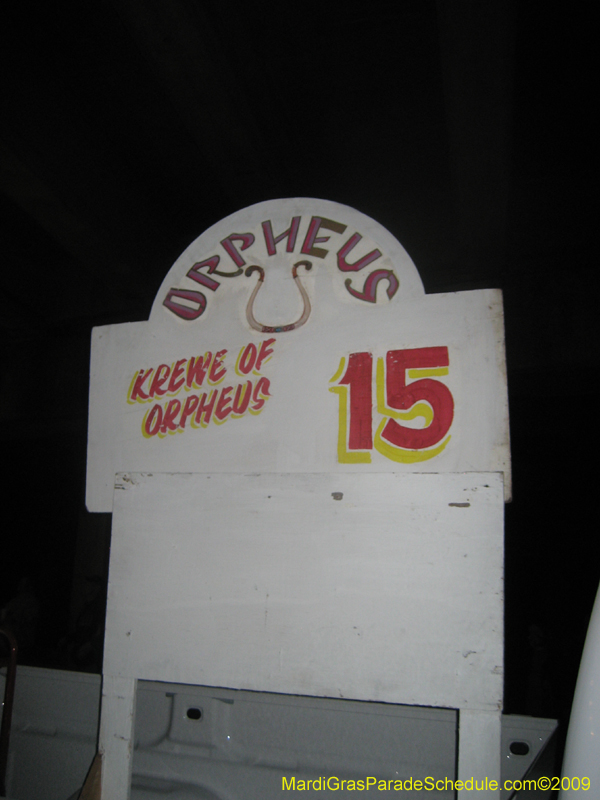 ORPHEUS
KREWE OF
ORPHEUS
15
MardiGrasParadeSchedule.com©2009